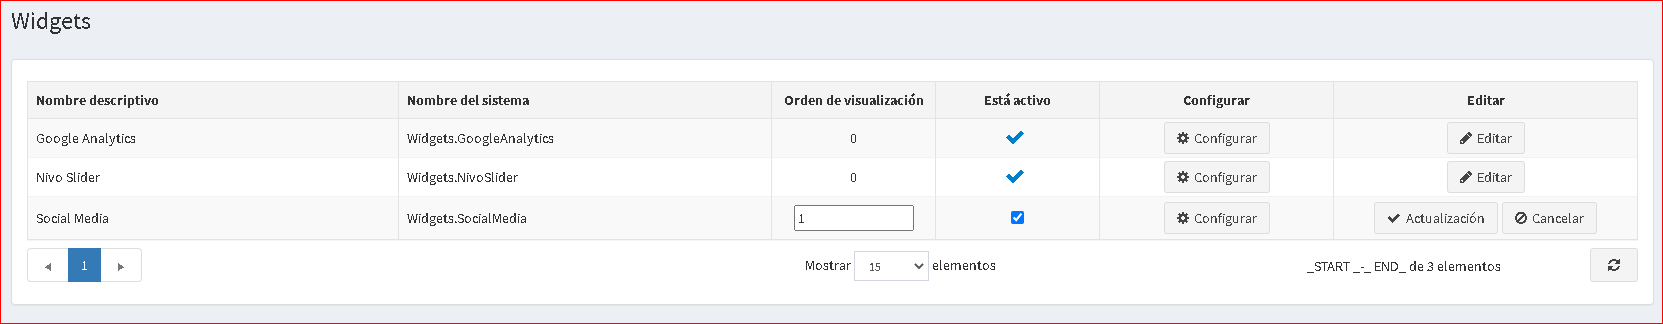 Widgets
Nombre descriptivo Nombre del sistema Orden de visualización Está activo Configurar Editar
Google Analytics Widgets.GoogleAnalytics 0 Configurar Editar
Nivo Slider Widgets.NivoSlider 0 Configurar Editar
Social Media Widgets.SocialMedia 1 Configurar Actualización Cancelar
1 Mostrar 15 elementos _START _-_ END_ de 3 elementos